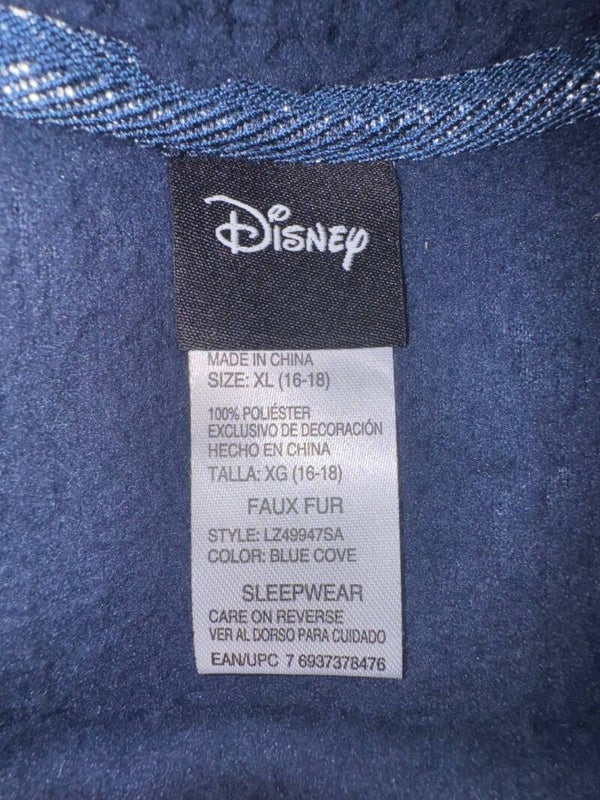 Disney
MADE IN CHINA
SIZE: XL (16-18)
100% POLIÉSTER
EXCLUSIVO DE DECORACIÓN
HECHO EN CHINA
TALLA: XG (16-18)
FAUX FUR
STYLE: LZ49947SA
COLOR: BLUE COVE
SLEEPWEAR
CARE ON REVERSE
VER AL DORSO PARA CUIDADO
EAN/UPC 7 6937378476